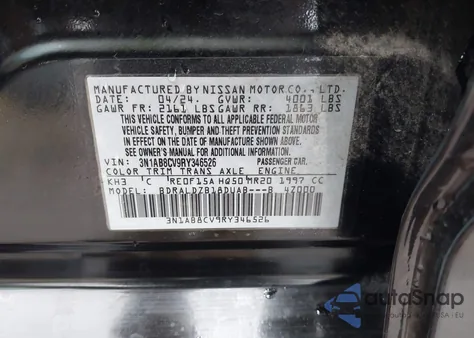 MANUFACTURED BY NISSAN MOTOR CO., LTD.
DATE: 04/24. GVWR: 4001 LBS
GAWR FR: 2161 LBS GAWR RR: 1863 LBS
THIS VEHICLE CONFORMS TO ALL APPLICABLE FEDERAL MOTOR
VEHICLE SAFETY, BUMPER AND THEFT PREVENTION STANDARDS
IN EFFECT ON THE DATE OF MANUFACTURE SHOWN ABOVE.
SEE OWNER'S MANUAL FOR ADDITIONAL INFORMATION.
VIN: 3N1AB8CV9RY346526 PASSENGER CAR.
COLOR TRIM TRANS AXLE ENGINE
KH3 C RE0F15A HQ50 MR20 1997 CC
MODEL: BDRALDZB18DUAB---B 47000
3N1AB8CV9RY346526
autoSnap